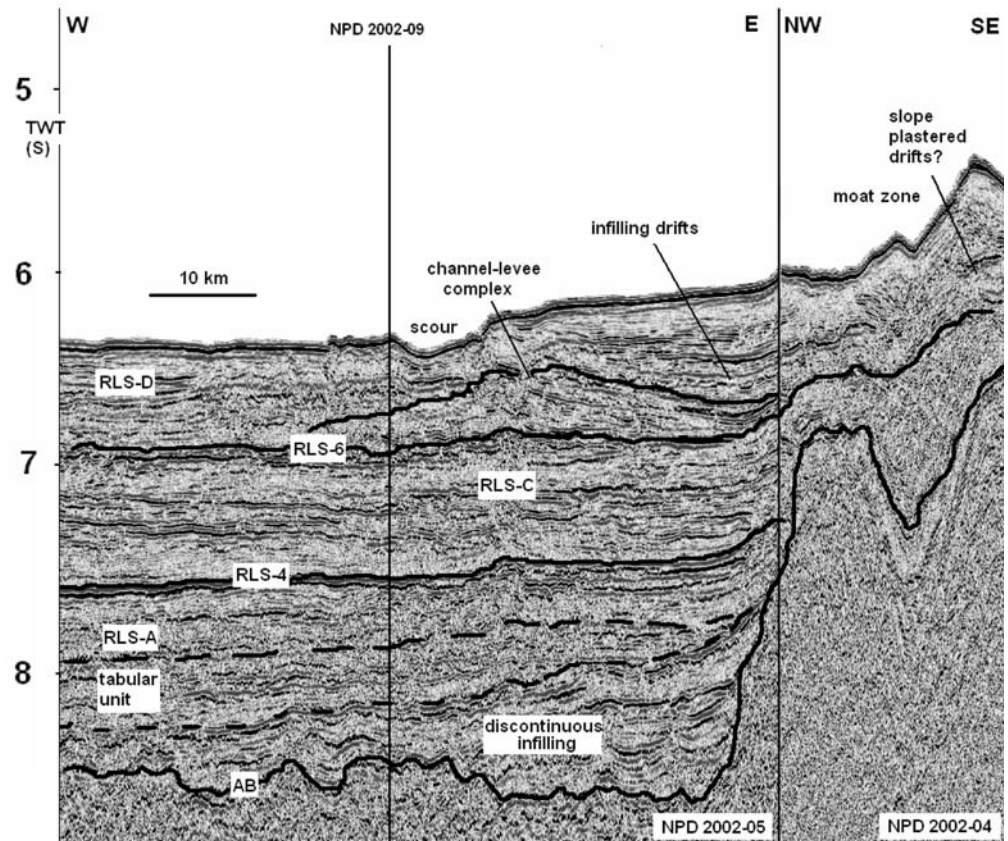 W
NPD 2002-09
E
NW
SE
5
TWT
(S)
slope
plastered
drifts?
moat zone
infilling drifts
6
10 km
channel-levee
complex
scour
RLS-D
RLS-6
7
RLS-C
RLS-4
RLS-A
8
tabular
unit
discontinuous
infilling
AB
NPD 2002-05
NPD 2002-04